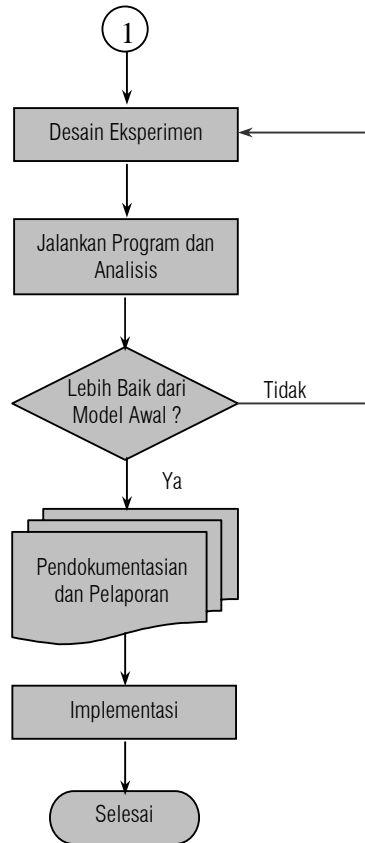 1
Desain Eksperimen
Jalankan Program dan
Analisis
Lebih Baik dari
Model Awal ?
Tidak
Ya
Pendokumentasian
dan Pelaporan
Implementasi
Selesai